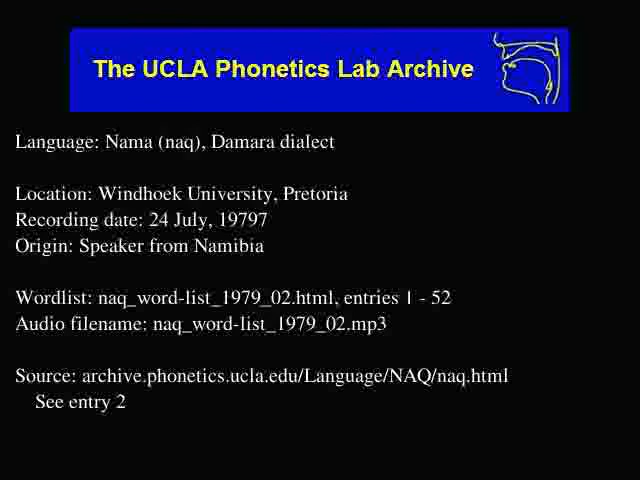 The UCLA Phonetics Lab Archive
Language: Nama (naq), Damara dialect
Location: Windhoek University, Pretoria
Recording date: 24 July, 19797
Origin: Speaker from Namibia
Wordlist: naq_word-list_1979_02.html, entries 1 - 52
Audio filename: naq_word-list_1979_02.mp3
Source: archive.phonetics.ucla.edu/Language/NAQ/naq.html
See entry 2